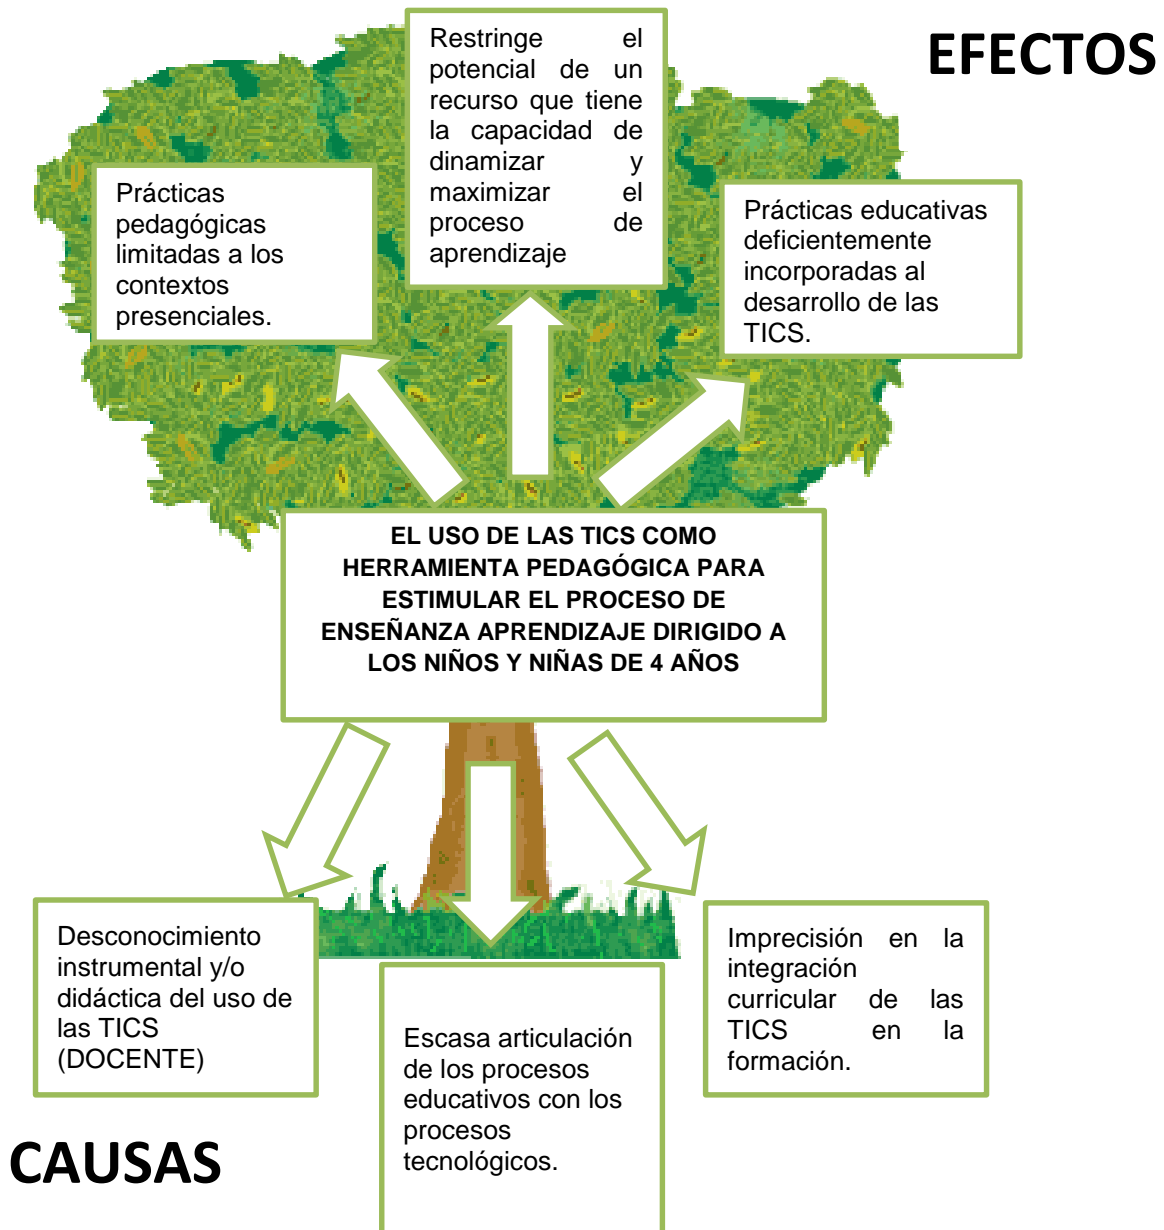 EFECTOS
Restringe el
potencial de un
recurso que tiene
la capacidad de
dinamizar y
maximizar el
proceso de
aprendizaje
Prácticas
pedagógicas
limitadas a los
contextos
presenciales.
Prácticas educativas
deficientemente
incorporadas al
desarrollo de las
TICS.
EL USO DE LAS TICS COMO
HERRAMIENTA PEDAGÓGICA PARA
ESTIMULAR EL PROCESO DE
ENSEÑANZA APRENDIZAJE DIRIGIDO A
LOS NIÑOS Y NIÑAS DE 4 AÑOS
Desconocimiento
instrumental y/o
didáctica del uso de
las TICS
(DOCENTE)
Escasa articulación
de los procesos
educativos con los
procesos
tecnológicos.
Imprecisión en la
integración
curricular de las
TICS en la
formación.
CAUSAS